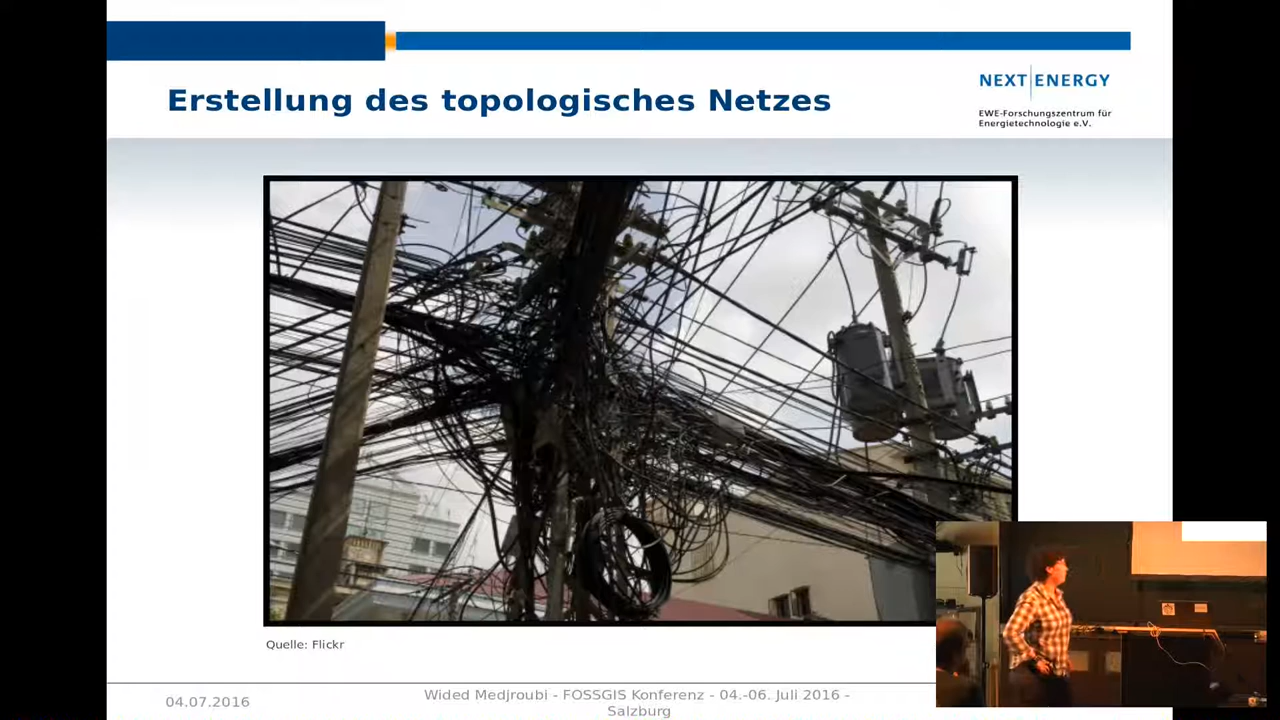 Erstellung des topologisches Netzes
NEXT ENERGY
EWE-Forschungszentrum für
Energietechnologie e.V.
Quelle: Flickr
04.07.2016
Wided Medjroubi - FOSSGIS Konferenz - 04.-06. Juli 2016 -
Salzburg